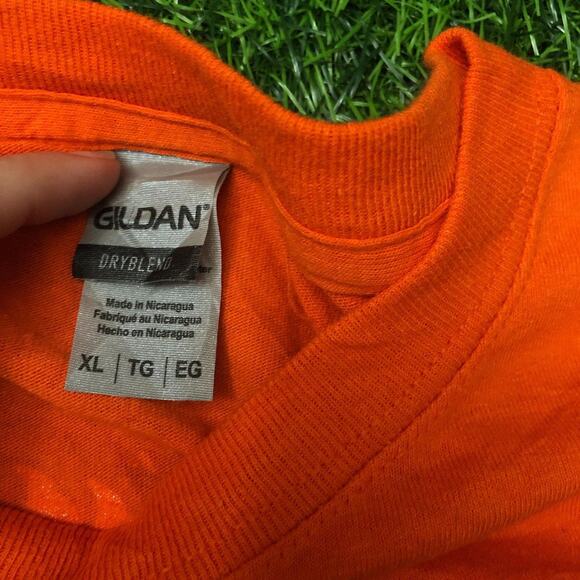 GILDAN®
DRYBLEND
Made in Nicaragua
Fabriqué au Nicaragua
Hecho en Nicaragua
XL | TG | EG